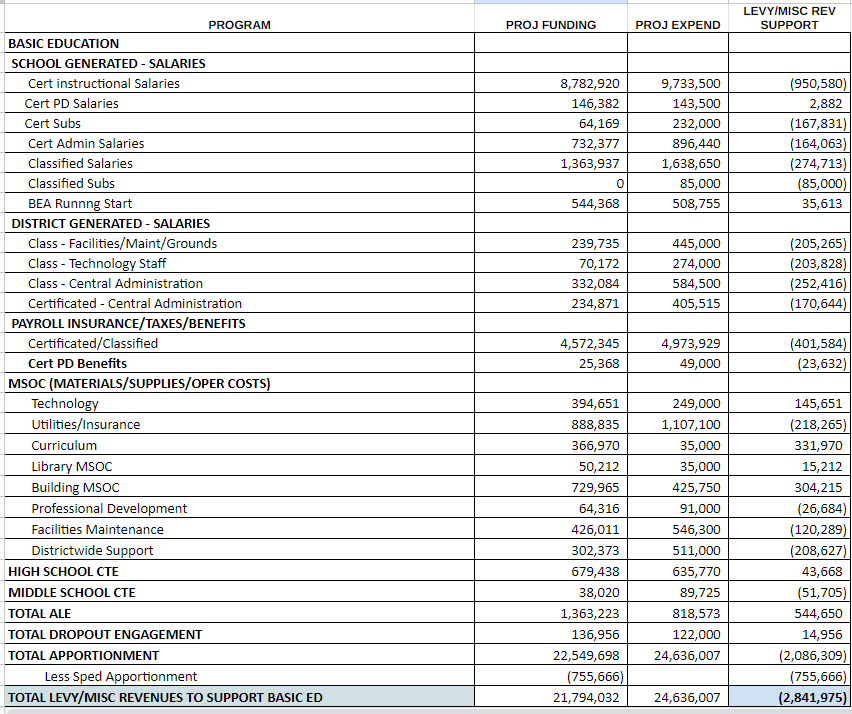 LEVY/MISC REV
PROGRAM PROJ FUNDING PROJ EXPEND SUPPORT
BASIC EDUCATION
SCHOOL GENERATED - SALARIES
Cert instructional Salaries 8,782,920 9,733,500 (950,580)
Cert PD Salaries 146,382 143,500 2,882
Cert Subs 64,169 232,000 (167,831)
Cert Admin Salaries 732,377 896,440 (164,063)
Classified Salaries 1,363,937 1,638,650 (274,713)
Classified Subs 0 85,000 (85,000)
BEA Runnng Start 544,368 508,755 35,613
DISTRICT GENERATED - SALARIES
Class - Facilities/Maint/Grounds 239,735 445,000 (205,265)
Class - Technology Staff 70,172 274,000 (203,828)
Class - Central Administration 332,084 584,500 (252,416)
Certificated - Central Administration 234,871 405,515 (170,644)
PAYROLL INSURANCE/TAXES/BENEFITS
Certificated/Classified 4,572,345 4,973,929 (401,584)
Cert PD Benefits 25,368 49,000 (23,632)
MSOC (MATERIALS/SUPPLIES/OPER COSTS)
Technology 394,651 249,000 145,651
Utilities/Insurance 888,835 1,107,100 (218,265)
Curriculum 366,970 35,000 331,970
Library MSOC 50,212 35,000 15,212
Building MSOC 729,965 425,750 304,215
Professional Development 64,316 91,000 (26,684)
Facilities Maintenance 426,011 546,300 (120,289)
Districtwide Support 302,373 511,000 (208,627)
HIGH SCHOOL CTE 679,438 635,770 43,668
MIDDLE SCHOOL CTE 38,020 89,725 (51,705)
TOTAL ALE 1,363,223 818,573 544,650
TOTAL DROPOUT ENGAGEMENT 136,956 122,000 14,956
TOTAL APPORTIONMENT 22,549,698 24,636,007 (2,086,309)
Less Sped Apportionment (755,666) (755,666)
TOTAL LEVY/MISC REVENUES TO SUPPORT BASIC ED 21,794,032 24,636,007 (2,841,975)